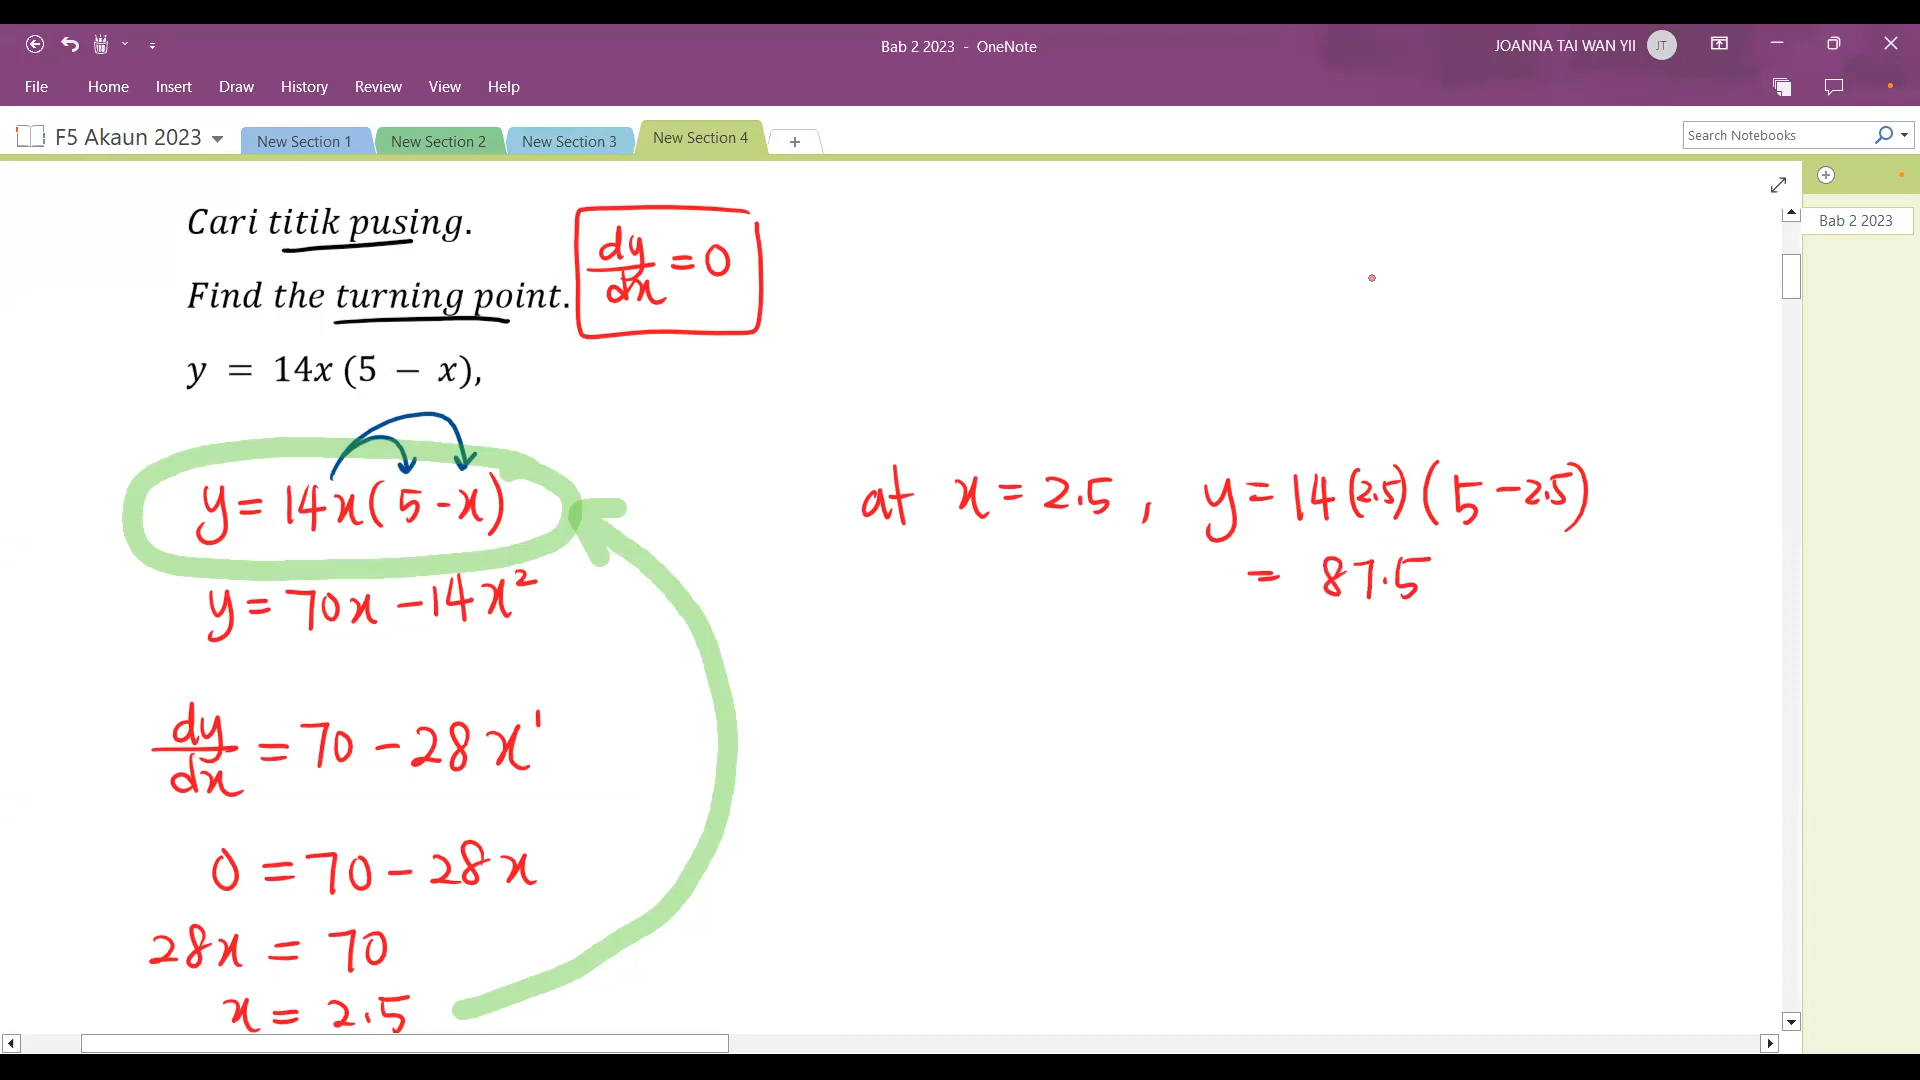 Bab 2 2023 - OneNote
JOANNA TAI WAN YII
JT
File Home Insert Draw History Review View Help
F5 Akaun 2023
New Section 1
New Section 2
New Section 3
New Section 4
+
Search Notebooks
Bab 2 2023
Cari titik pusing.
Find the turning point.
dy/dx = 0
y = 14x (5 − x),
y = 14x(5 - x)
y = 70x - 14x²
dy/dx = 70 - 28x¹
0 = 70 - 28x
28x = 70
x = 2.5
at x = 2.5, y = 14(2.5)(5 - 2.5)
= 87.5